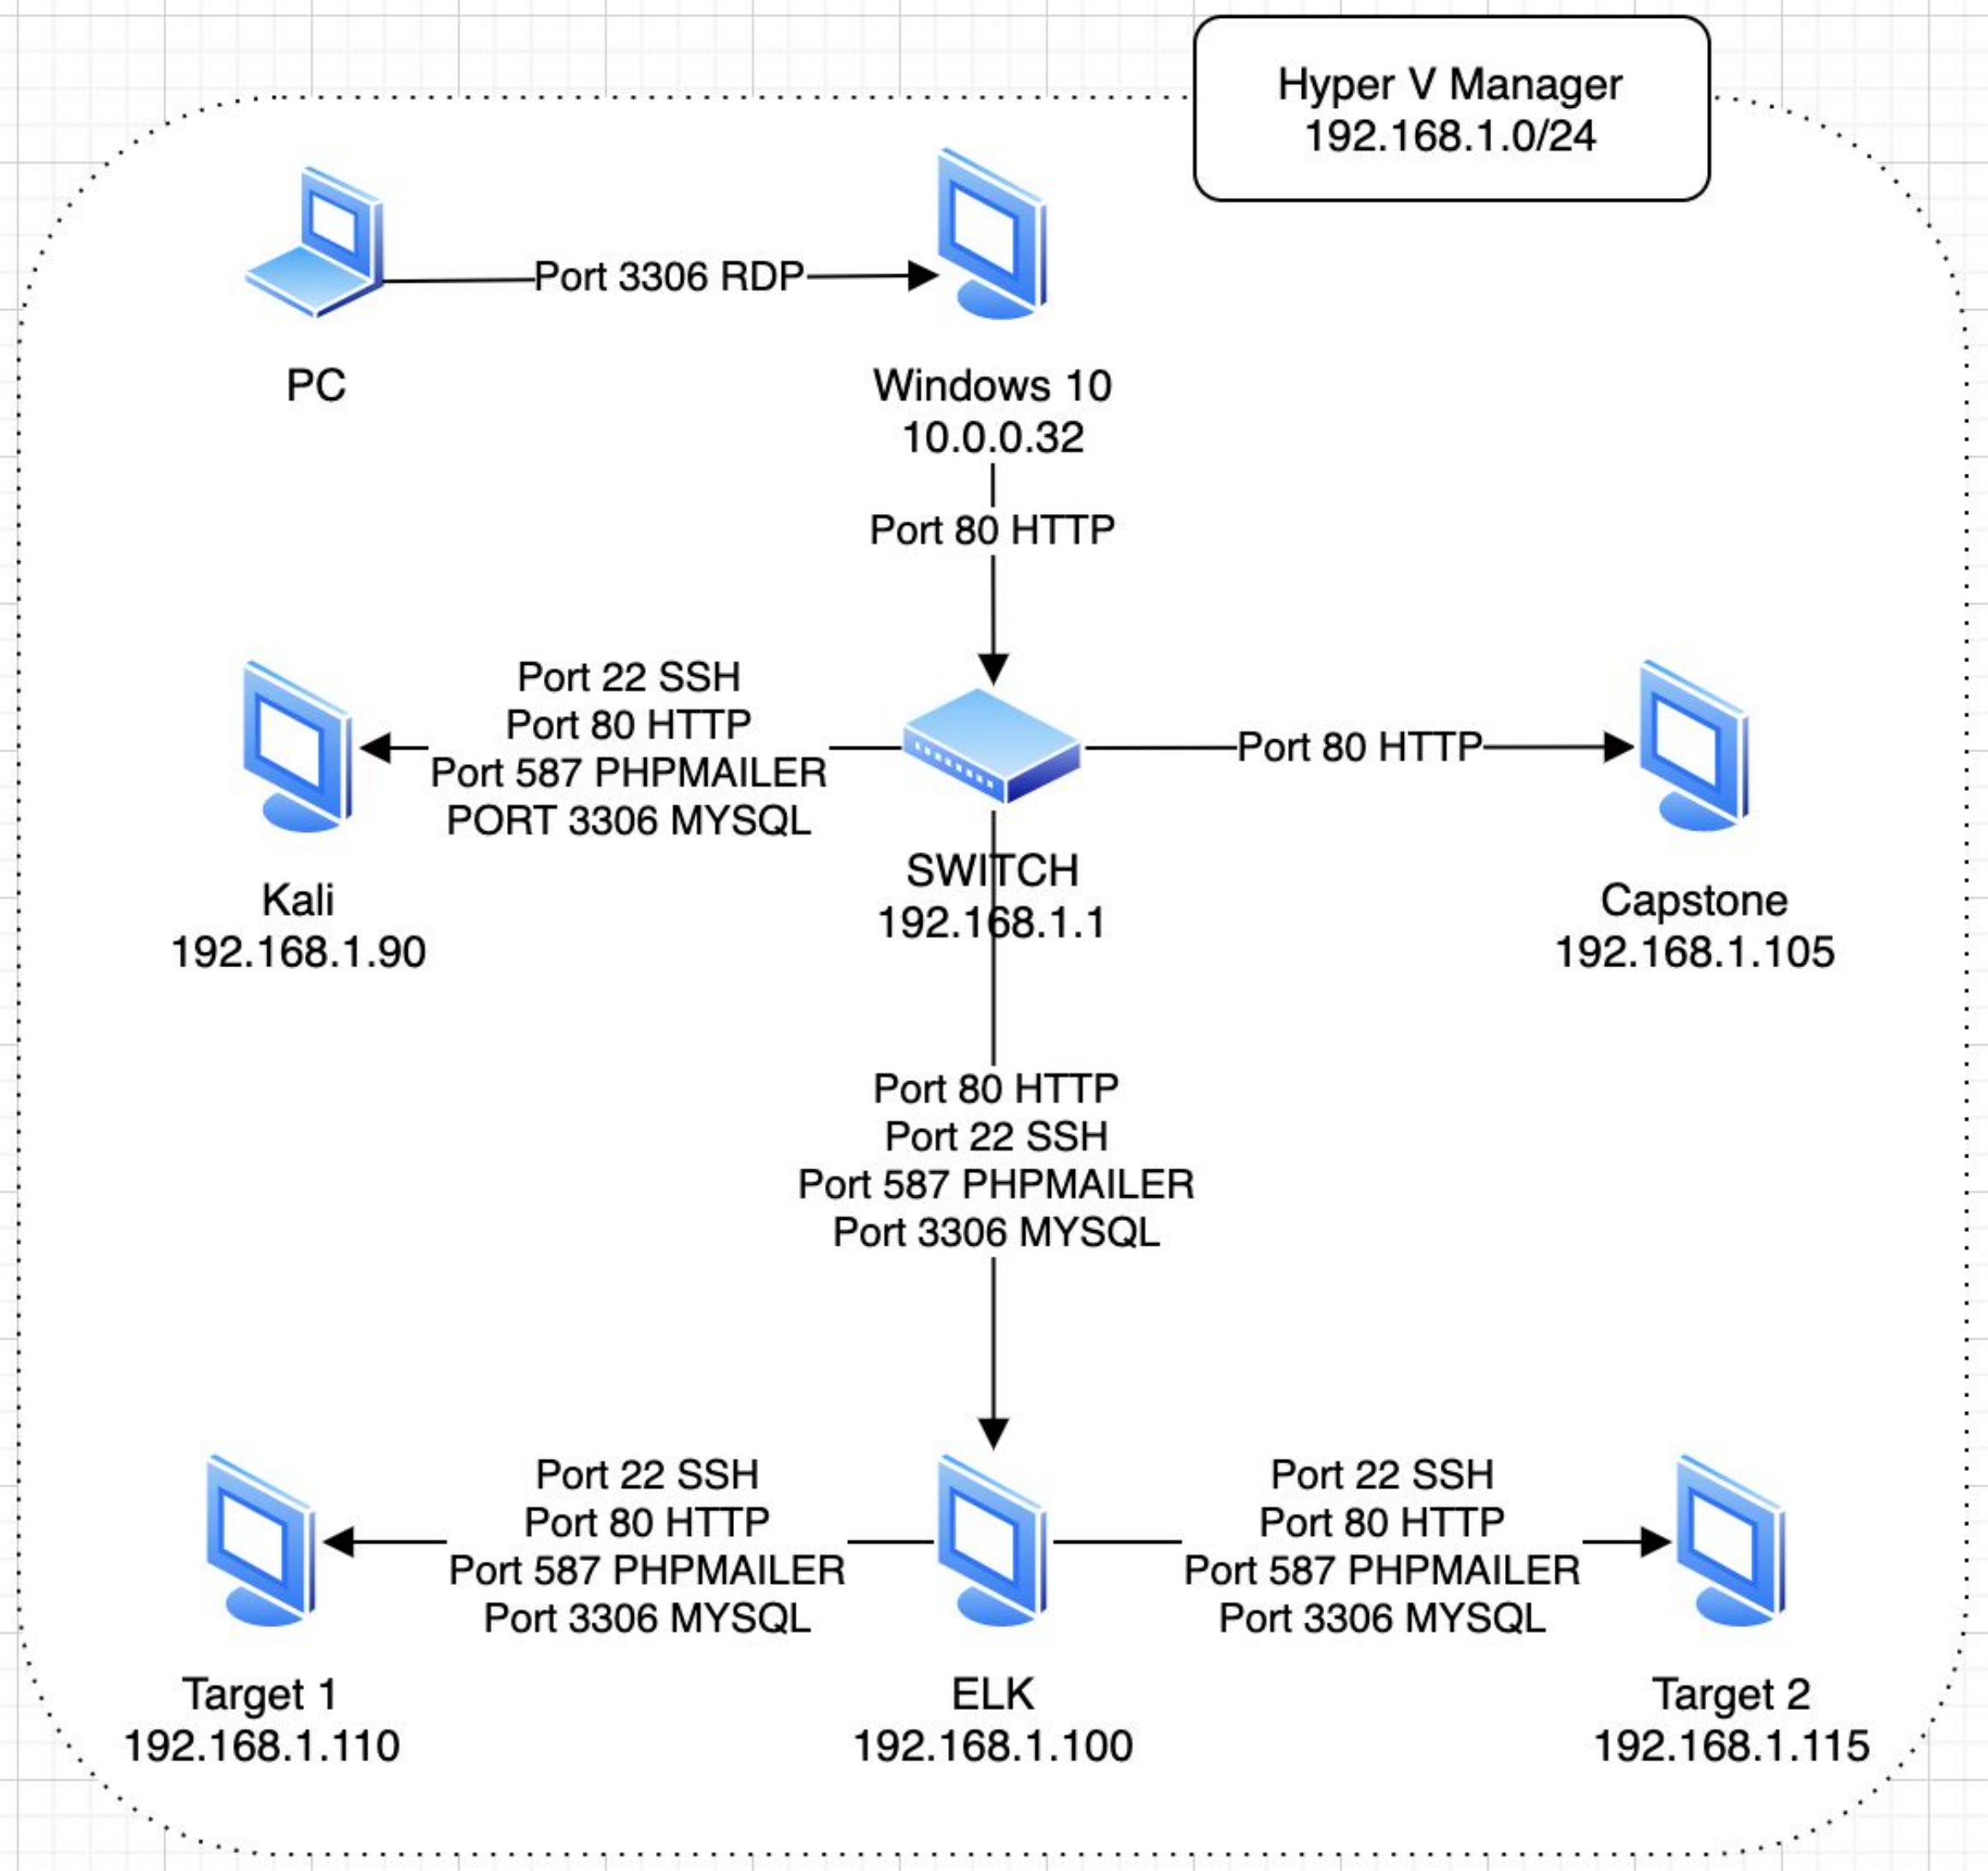 Hyper V Manager
192.168.1.0/24
Port 3306 RDP
PC
Windows 10
10.0.0.32
Port 80 HTTP
Port 22 SSH
Port 80 HTTP
Port 587 PHPMAILER
PORT 3306 MYSQL
Port 80 HTTP
Kali
192.168.1.90
SWITCH
192.168.1.1
Capstone
192.168.1.105
Port 80 HTTP
Port 22 SSH
Port 587 PHPMAILER
Port 3306 MYSQL
Port 22 SSH
Port 80 HTTP
Port 587 PHPMAILER
Port 3306 MYSQL
Port 22 SSH
Port 80 HTTP
Port 587 PHPMAILER
Port 3306 MYSQL
Target 1
192.168.1.110
ELK
192.168.1.100
Target 2
192.168.1.115